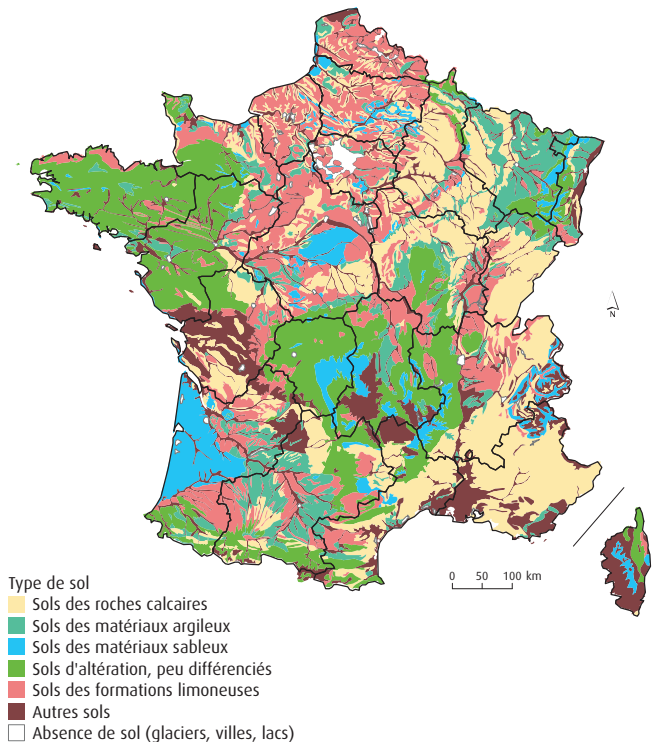 N
0 50 100 km
Type de sol
Sols des roches calcaires
Sols des matériaux argileux
Sols des matériaux sableux
Sols d'altération, peu différenciés
Sols des formations limoneuses
Autres sols
Absence de sol (glaciers, villes, lacs)